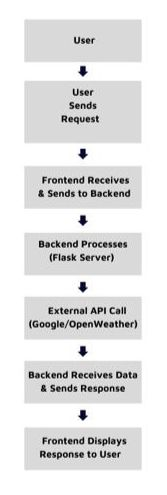 User
User
Sends
Request
Frontend Receives
& Sends to Backend
Backend Processes
(Flask Server)
External API Call
(Google/OpenWeather)
Backend Receives Data
& Sends Response
Frontend Displays
Response to User